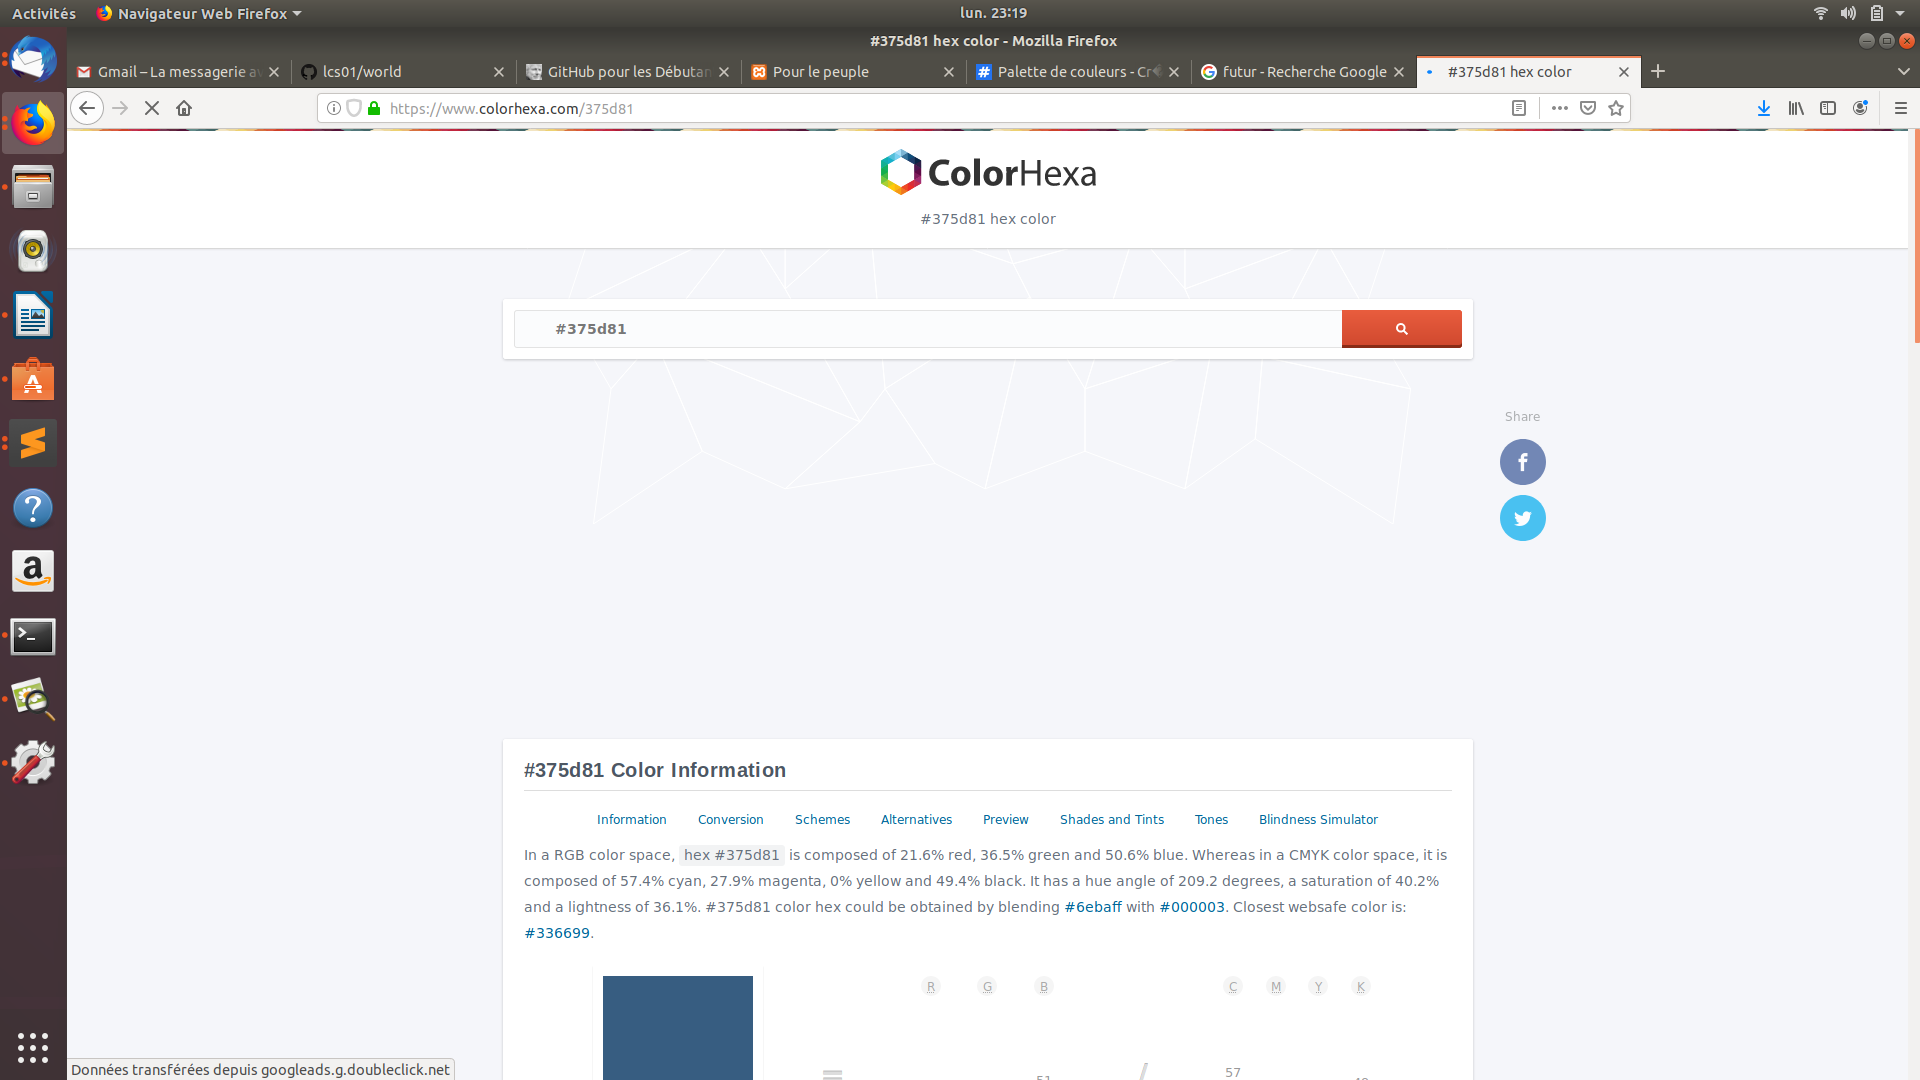 Activités
Navigateur Web Firefox
lun. 23:19
#375d81 hex color - Mozilla Firefox
Gmail – La messagerie a
lcs01/world
GitHub pour les Débutan
Pour le peuple
Palette de couleurs - Cr
futur - Recherche Google
#375d81 hex color
https://www.colorhexa.com/375d81
ColorHexa
#375d81 hex color
#375d81
Share
#375d81 Color Information
Information
Conversion
Schemes
Alternatives
Preview
Shades and Tints
Tones
Blindness Simulator
In a RGB color space, hex #375d81 is composed of 21.6% red, 36.5% green and 50.6% blue. Whereas in a CMYK color space, it is
composed of 57.4% cyan, 27.9% magenta, 0% yellow and 49.4% black. It has a hue angle of 209.2 degrees, a saturation of 40.2%
and a lightness of 36.1%. #375d81 color hex could be obtained by blending #6ebaff with #000003. Closest websafe color is:
#336699.
R G B
C M Y K
57
Données transférées depuis googleads.g.doubleclick.net